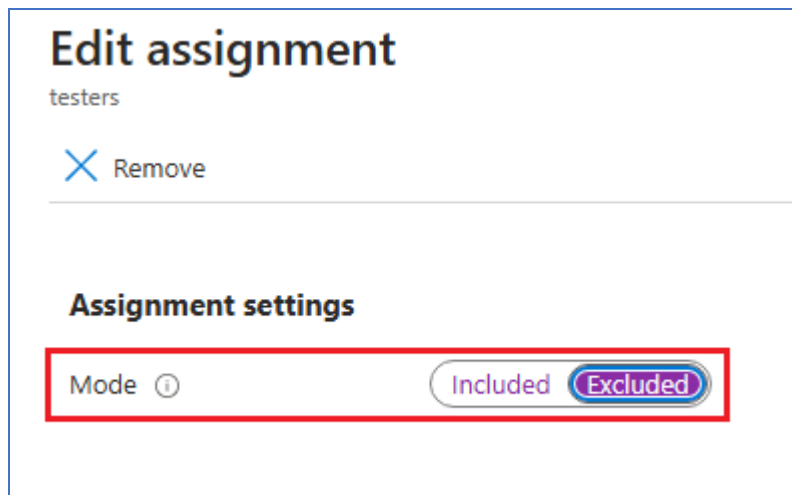 Edit assignment
testers
Remove
Assignment settings
Mode Included Excluded